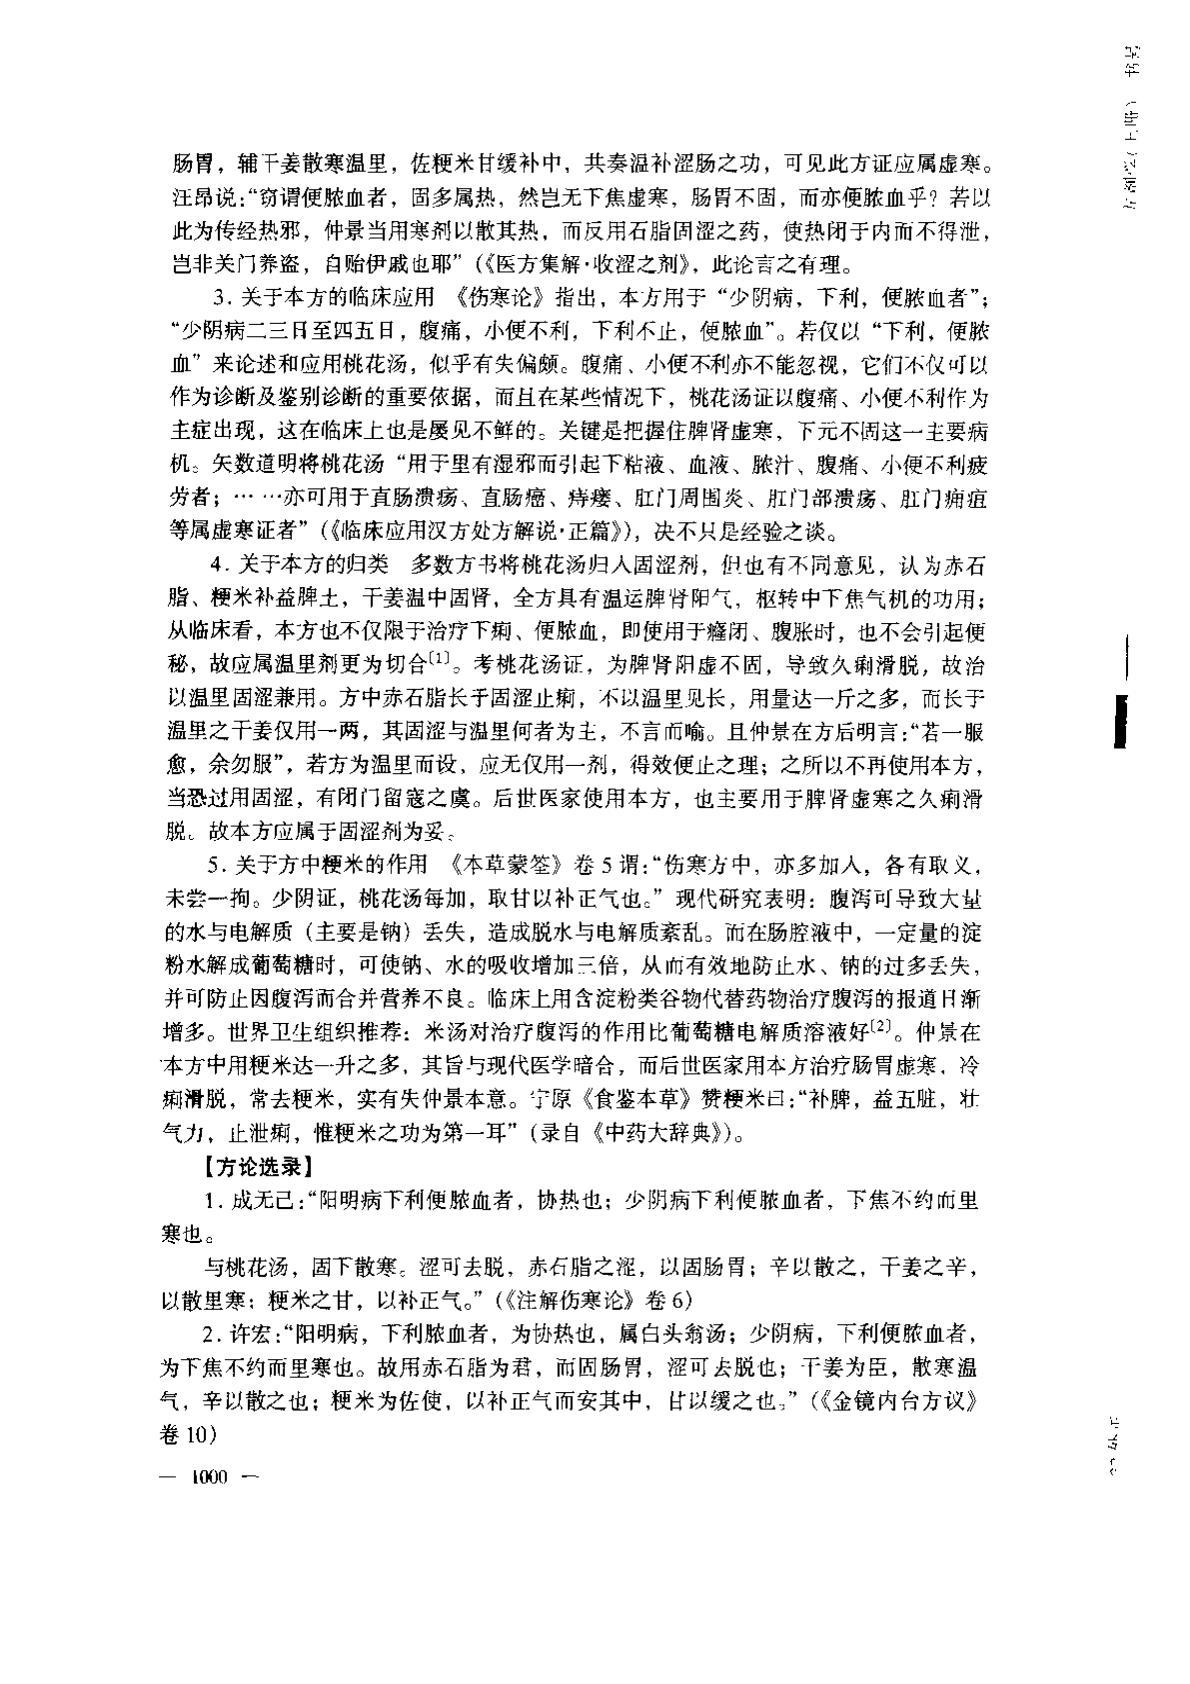 肠胃，辅干姜散寒温里，佐粳米甘缓补中，共奏温补涩肠之功，可见此方证应属虚寒。
汪昂说：“窃谓便脓血者，固多属热，然岂无下焦虚寒，肠胃不固，而亦便脓血乎？若以
此为传经热邪，仲景当用寒剂以散其热，而反用石脂固涩之药，使热闭于内而不得泄，
岂非关门养盗，自贻伊戚也耶”（《医方集解·收涩之剂》），此论言之有理。
3．关于本方的临床应用　《伤寒论》指出，本方用于“少阴病，下利，便脓血者”；
“少阴病二三日至四五日，腹痛，小便不利，下利不止，便脓血”。若仅以“下利，便脓
血”来论述和应用桃花汤，似乎有失偏颇。腹痛、小便不利亦不能忽视，它们不仅可以
作为诊断及鉴别诊断的重要依据，而且在某些情况下，桃花汤证以腹痛、小便不利作为
主症出现，这在临床上也是屡见不鲜的。关键是把握住脾肾虚寒，下元不固这一主要病
机。矢数道明将桃花汤“用于里有湿邪而引起下粘液、血液、脓汁、腹痛、小便不利疲
劳者；……亦可用于直肠溃疡、直肠癌、痔瘘、肛门周围炎、肛门部溃疡、肛门痈疽
等属虚寒证者”（《临床应用汉方处方解说·正篇》），决不只是经验之谈。
4．关于本方的归类　多数方书将桃花汤归入固涩剂，但也有不同意见，认为赤石
脂、粳米补益脾土，干姜温中固肾，全方具有温运脾肾阳气，枢转中下焦气机的功用；
从临床看，本方也不仅限于治疗下痢、便脓血，即使用于癃闭、腹胀时，也不会引起便
秘，故应属温里剂更为切合〔1〕。考桃花汤证，为脾肾阳虚不固，导致久痢滑脱，故治
以温里固涩兼用。方中赤石脂长于固涩止痢，不以温里见长，用量达一斤之多，而长于
温里之干姜仅用一两，其固涩与温里何者为主，不言而喻。且仲景在方后明言：“若一服
愈，余勿服”，若方为温里而设，应无仅用一剂，得效便止之理；之所以不再使用本方，
当恐过用固涩，有闭门留寇之虞。后世医家使用本方，也主要用于脾肾虚寒之久痢滑
脱。故本方应属于固涩剂为妥。
5．关于方中粳米的作用　《本草蒙筌》卷5谓：“伤寒方中，亦多加入，各有取义，
未尝一拘。少阴证，桃花汤每加，取甘以补正气也。”现代研究表明：腹泻可导致大量
的水与电解质（主要是钠）丢失，造成脱水与电解质紊乱。而在肠腔液中，一定量的淀
粉水解成葡萄糖时，可使钠、水的吸收增加三倍，从而有效地防止水、钠的过多丢失，
并可防止因腹泻而合并营养不良。临床上用含淀粉类谷物代替药物治疗腹泻的报道日渐
增多。世界卫生组织推荐：米汤对治疗腹泻的作用比葡萄糖电解质溶液好〔2〕。仲景在
本方中用粳米达一升之多，其旨与现代医学暗合，而后世医家用本方治疗肠胃虚寒，冷
痢滑脱，常去粳米，实有失仲景本意。宁原《食鉴本草》赞粳米曰：“补脾，益五脏，壮
气力，止泄痢，惟粳米之功为第一耳”（录自《中药大辞典》）。
【方论选录】
1．成无己：“阳明病下利便脓血者，协热也；少阴病下利便脓血者，下焦不约而里
寒也。
与桃花汤，固下散寒。涩可去脱，赤石脂之涩，以固肠胃；辛以散之，干姜之辛，
以散里寒；粳米之甘，以补正气。”（《注解伤寒论》卷6）
2．许宏：“阳明病，下利脓血者，为协热也，属白头翁汤；少阴病，下利便脓血者，
为下焦不约而里寒也。故用赤石脂为君，而固肠胃，涩可去脱也；干姜为臣，散寒温
气，辛以散之也；粳米为佐使，以补正气而安其中，甘以缓之也。”（《金镜内台方议》
卷10）
— 1000 —